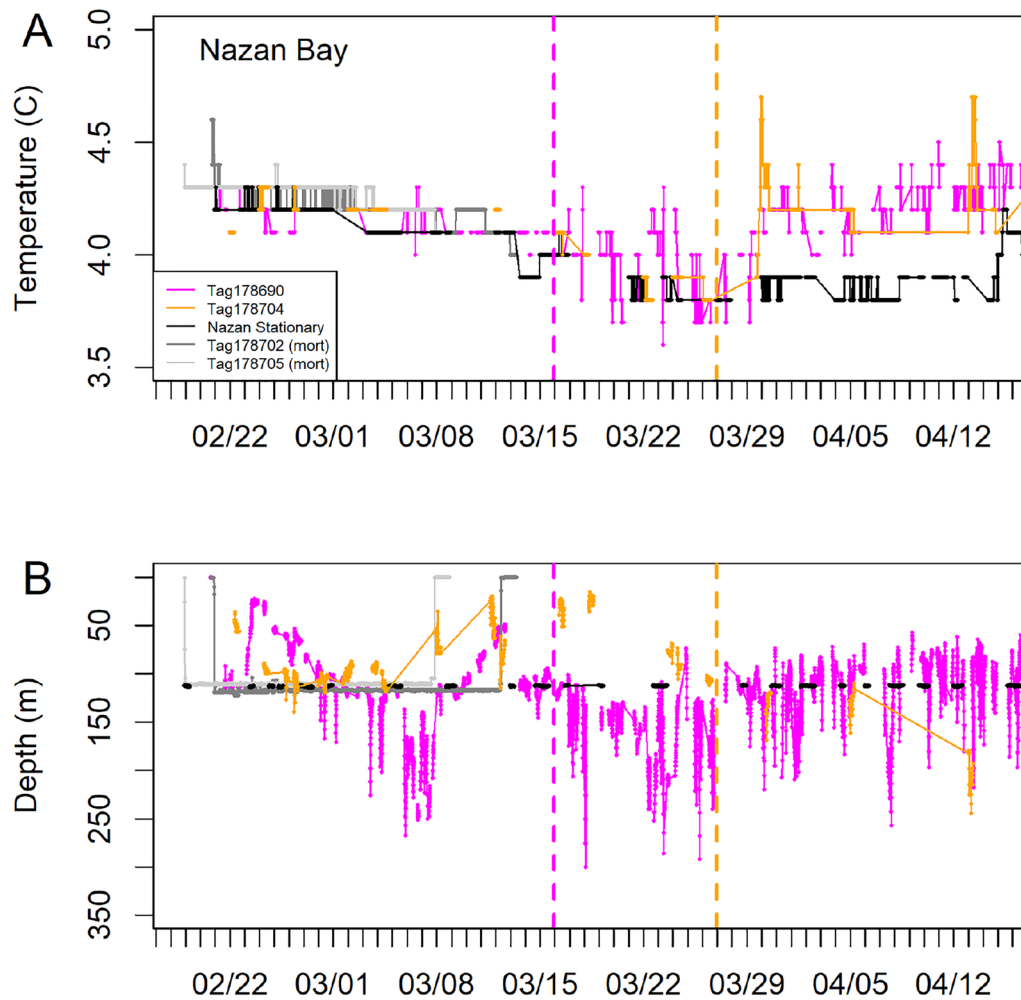 A
Nazan Bay
Temperature (C)
5.0
4.5
4.0
3.5
Tag178690
Tag178704
Nazan Stationary
Tag178702 (mort)
Tag178705 (mort)
02/22 03/01 03/08 03/15 03/22 03/29 04/05 04/12
B
Depth (m)
50
150
250
350
02/22 03/01 03/08 03/15 03/22 03/29 04/05 04/12